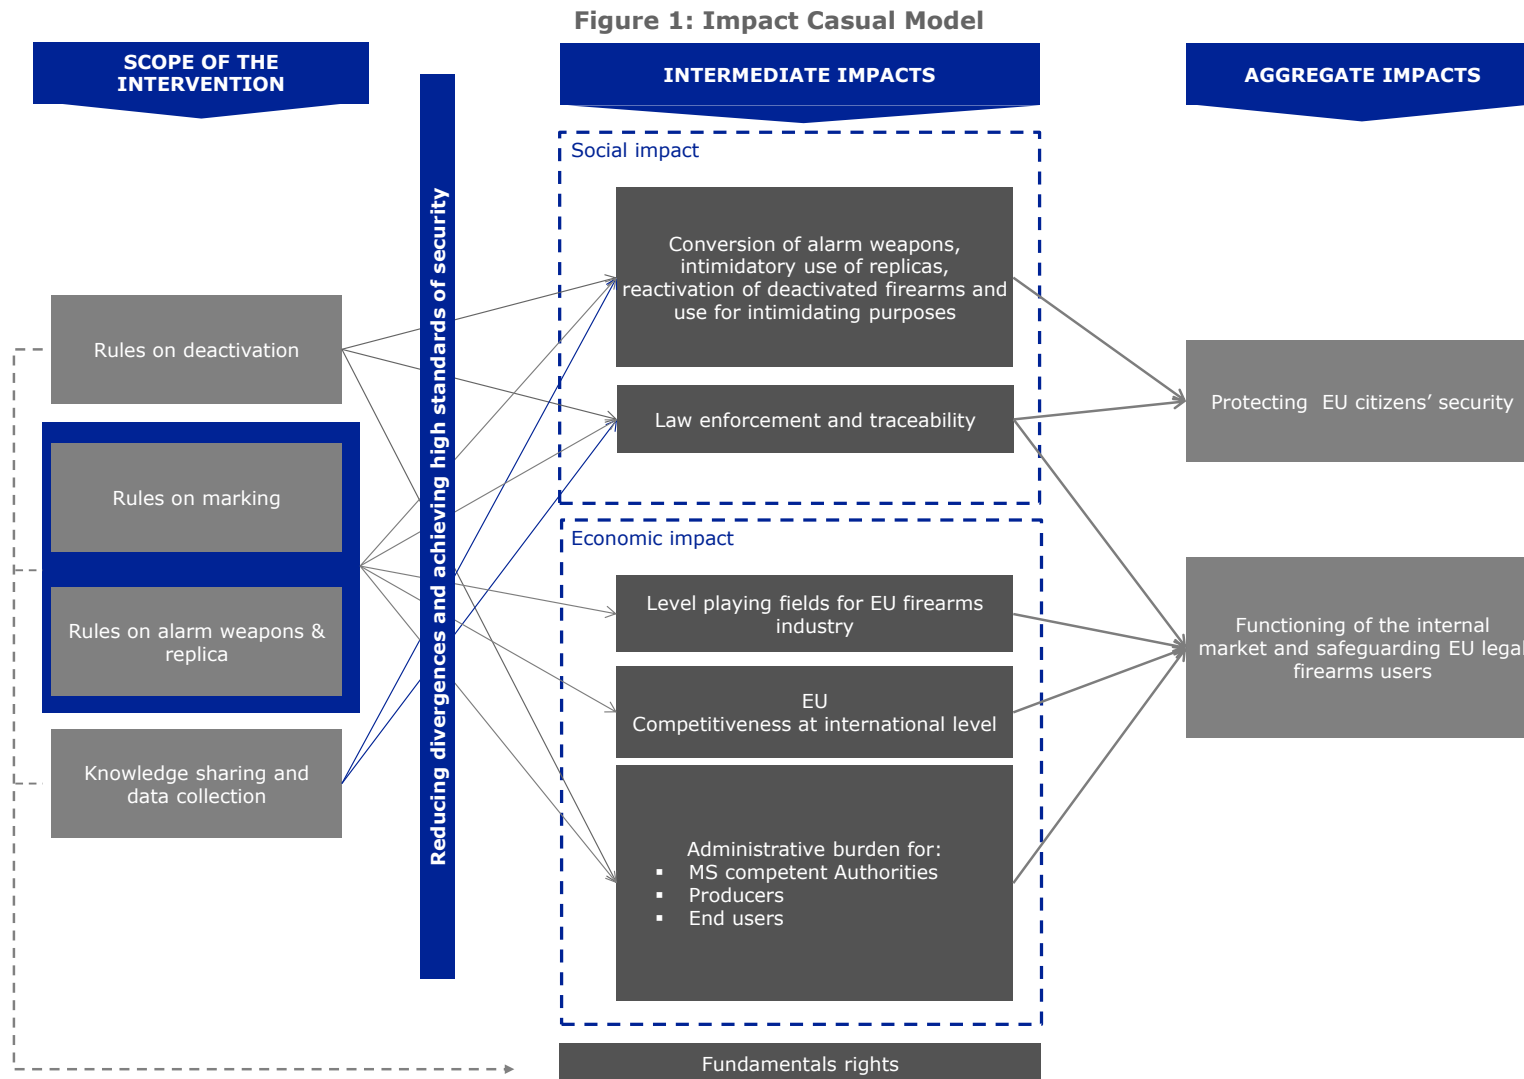 Figure 1: Impact Casual Model
SCOPE OF THE
INTERVENTION
INTERMEDIATE IMPACTS
AGGREGATE IMPACTS
Rules on deactivation
Rules on marking
Rules on alarm weapons &
replica
Knowledge sharing and
data collection
Reducing divergences and achieving high standards of security
Social impact
Conversion of alarm weapons,
intimidatory use of replicas,
reactivation of deactivated firearms and
use for intimidating purposes
Law enforcement and traceability
Economic impact
Level playing fields for EU firearms
industry
EU
Competitiveness at international level
Administrative burden for:
▪ MS competent Authorities
▪ Producers
▪ End users
Fundamentals rights
Protecting EU citizens’ security
Functioning of the internal
market and safeguarding EU legal
firearms users